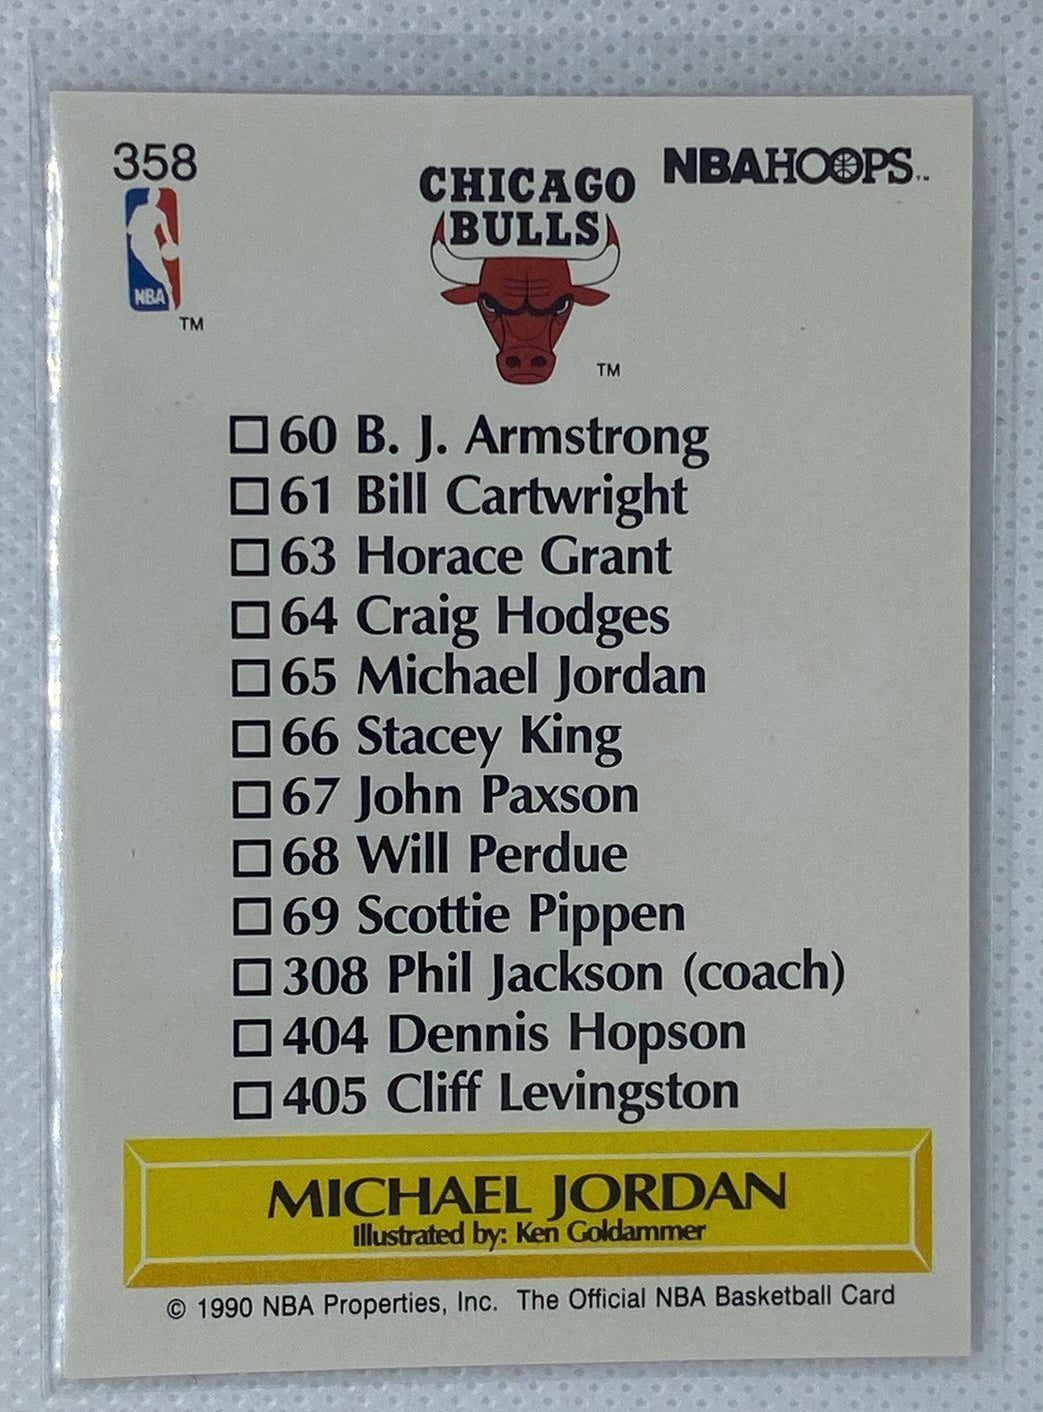 358
NBAHOOPS™
NBA
TM
CHICAGO
BULLS
TM
60 B. J. Armstrong
61 Bill Cartwright
63 Horace Grant
64 Craig Hodges
65 Michael Jordan
66 Stacey King
67 John Paxson
68 Will Perdue
69 Scottie Pippen
308 Phil Jackson (coach)
404 Dennis Hopson
405 Cliff Levingston
MICHAEL JORDAN
Illustrated by: Ken Goldammer
© 1990 NBA Properties, Inc. The Official NBA Basketball Card